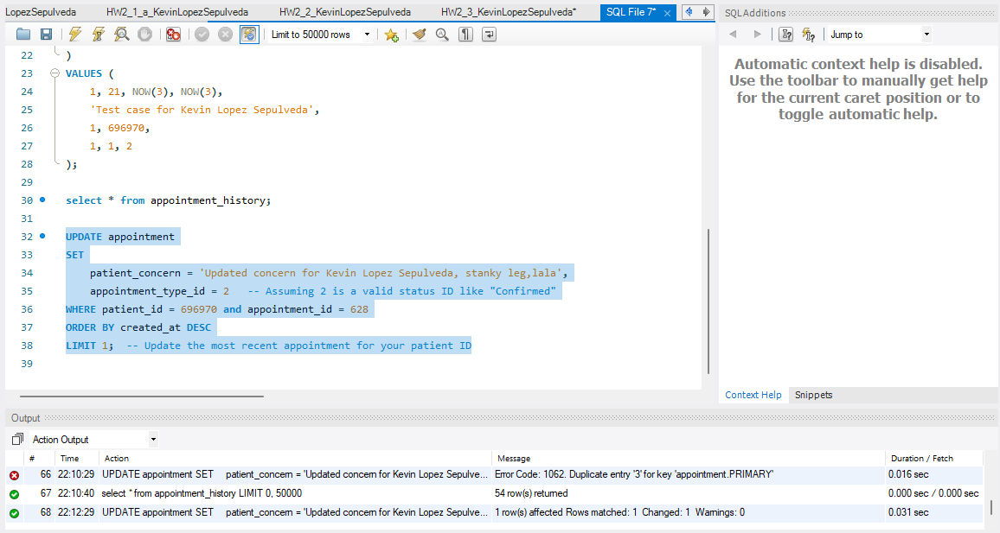 LopezSepulveda HW2_1_a_KevinLopezSepulveda HW2_2_KevinLopezSepulveda HW2_3_KevinLopezSepulveda* SQL File 7* SQLAdditions
Limit to 50000 rows Jump to
22 )
23 VALUES (
24 1, 21, NOW(3), NOW(3),
25 'Test case for Kevin Lopez Sepulveda',
26 1, 696970,
27 1, 1, 2
28 );
29
30 select * from appointment_history;
31
32 UPDATE appointment
33 SET
34 patient_concern = 'Updated concern for Kevin Lopez Sepulveda, stanky leg,lala',
35 appointment_type_id = 2 -- Assuming 2 is a valid status ID like "Confirmed"
36 WHERE patient_id = 696970 and appointment_id = 628
37 ORDER BY created_at DESC
38 LIMIT 1; -- Update the most recent appointment for your patient ID
39
Automatic context help is disabled.
Use the toolbar to manually get help
for the current caret position or to
toggle automatic help.
Context Help Snippets
Output
Action Output
# Time Action Message Duration / Fetch
66 22:10:29 UPDATE appointment SET patient_concern = 'Updated concern for Kevin Lopez Sepulve... Error Code: 1062. Duplicate entry '3' for key 'appointment.PRIMARY' 0.016 sec
67 22:10:40 select * from appointment_history LIMIT 0, 50000 54 row(s) returned 0.000 sec / 0.000 sec
68 22:12:29 UPDATE appointment SET patient_concern = 'Updated concern for Kevin Lopez Sepulve... 1 row(s) affected Rows matched: 1 Changed: 1 Warnings: 0 0.031 sec